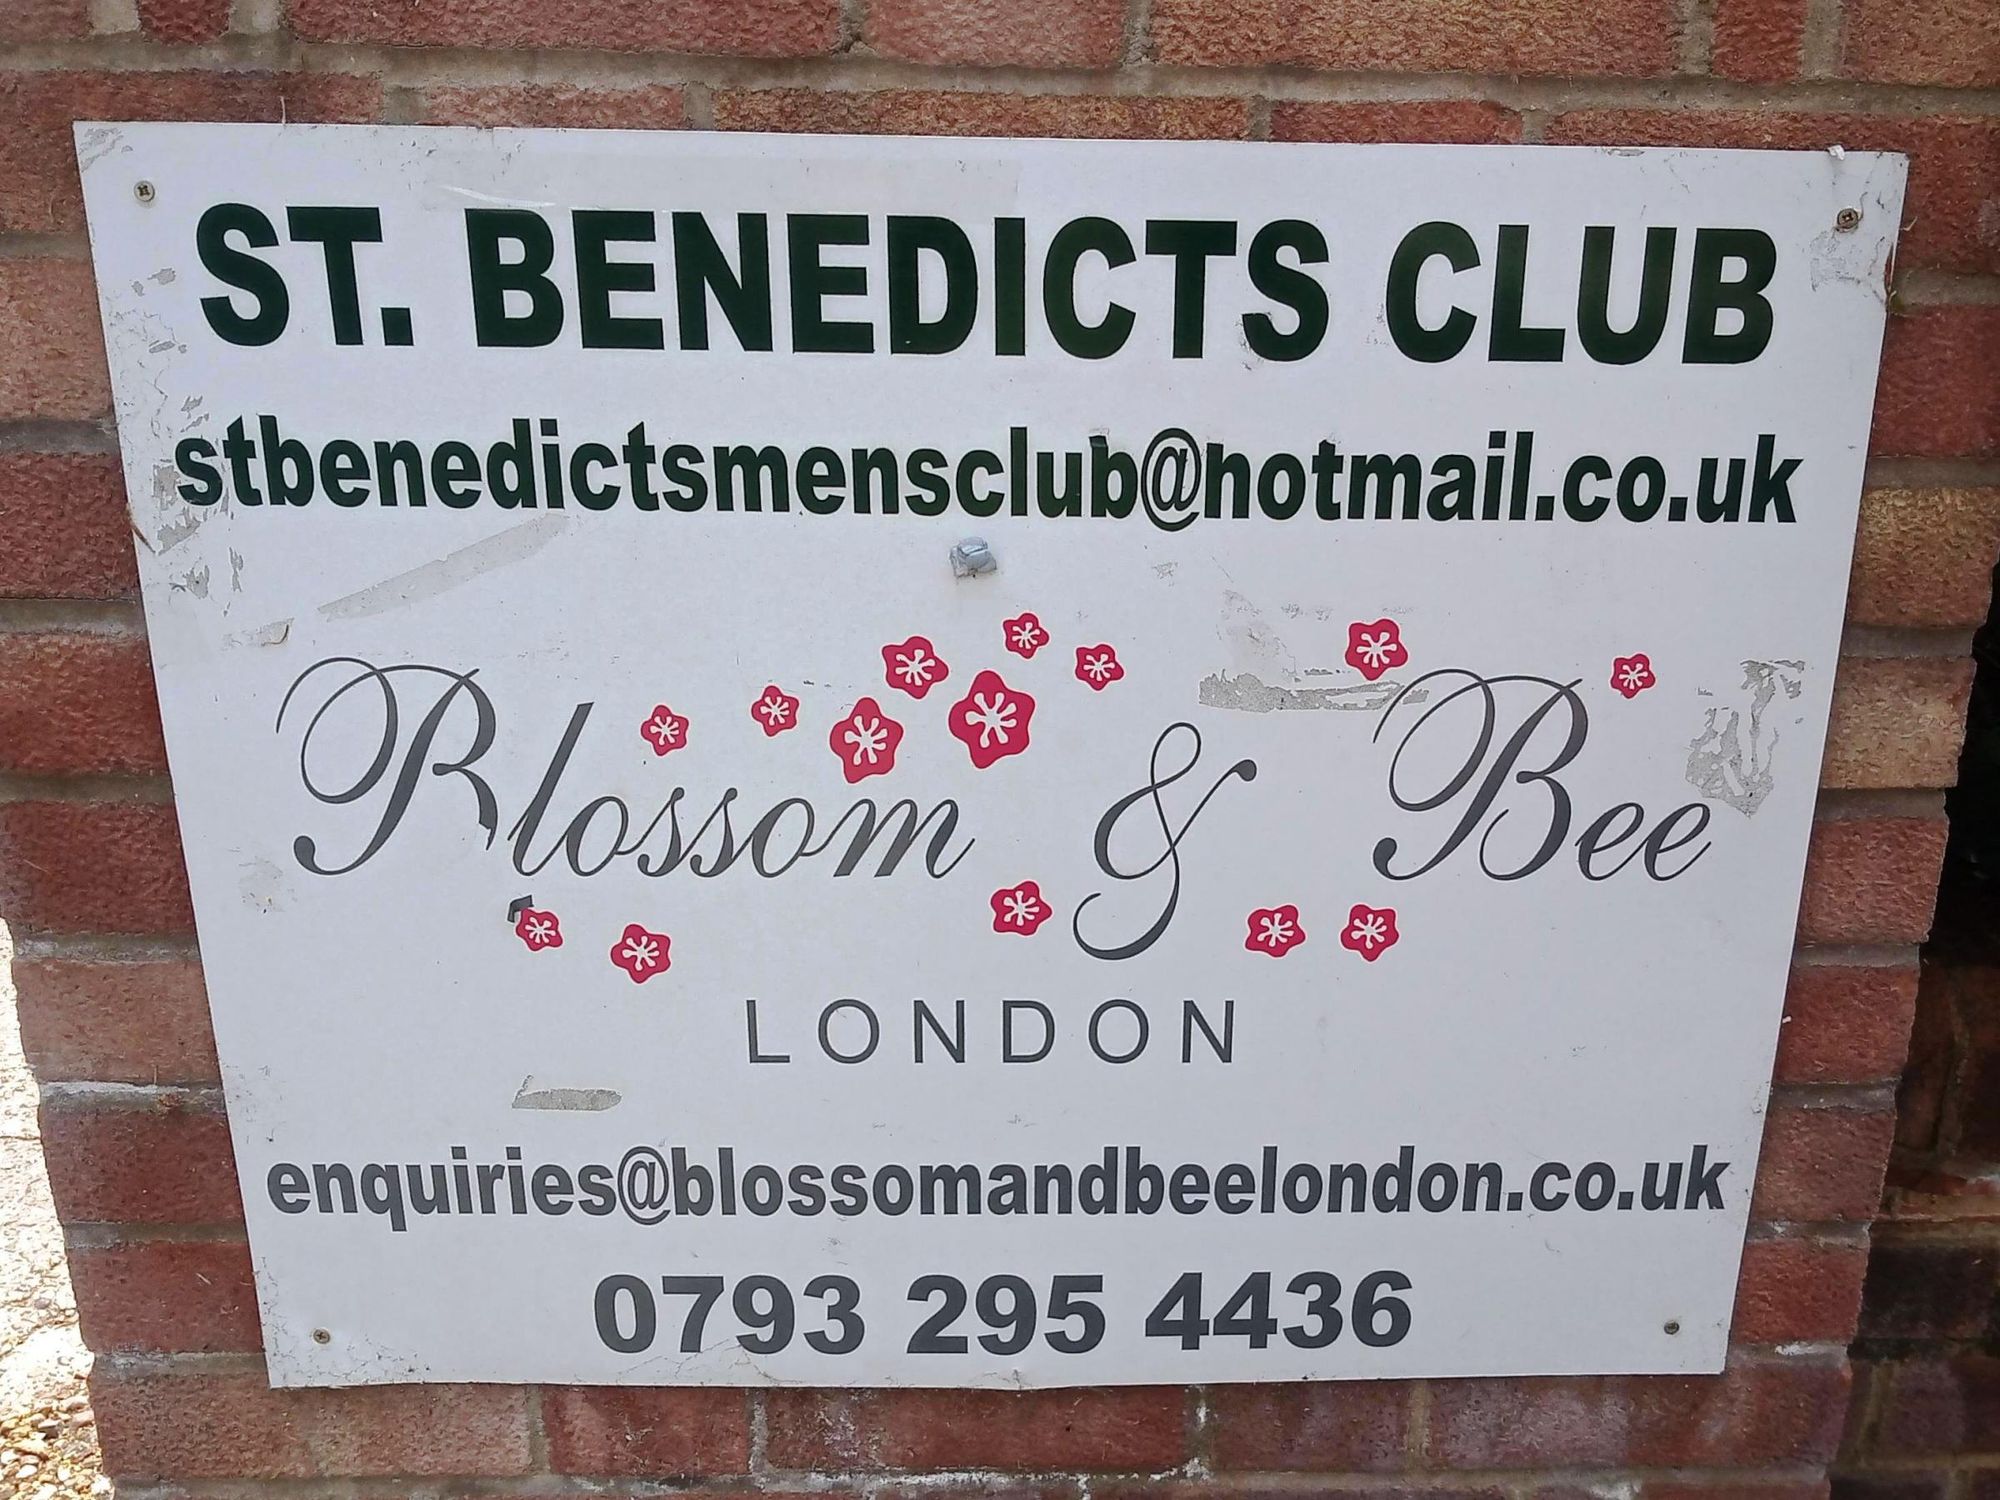 ST. BENEDICTS CLUB
stbenedictsmensclub@hotmail.co.uk
Blossom & Bee
LONDON
enquiries@blossomandbeelondon.co.uk
0793 295 4436